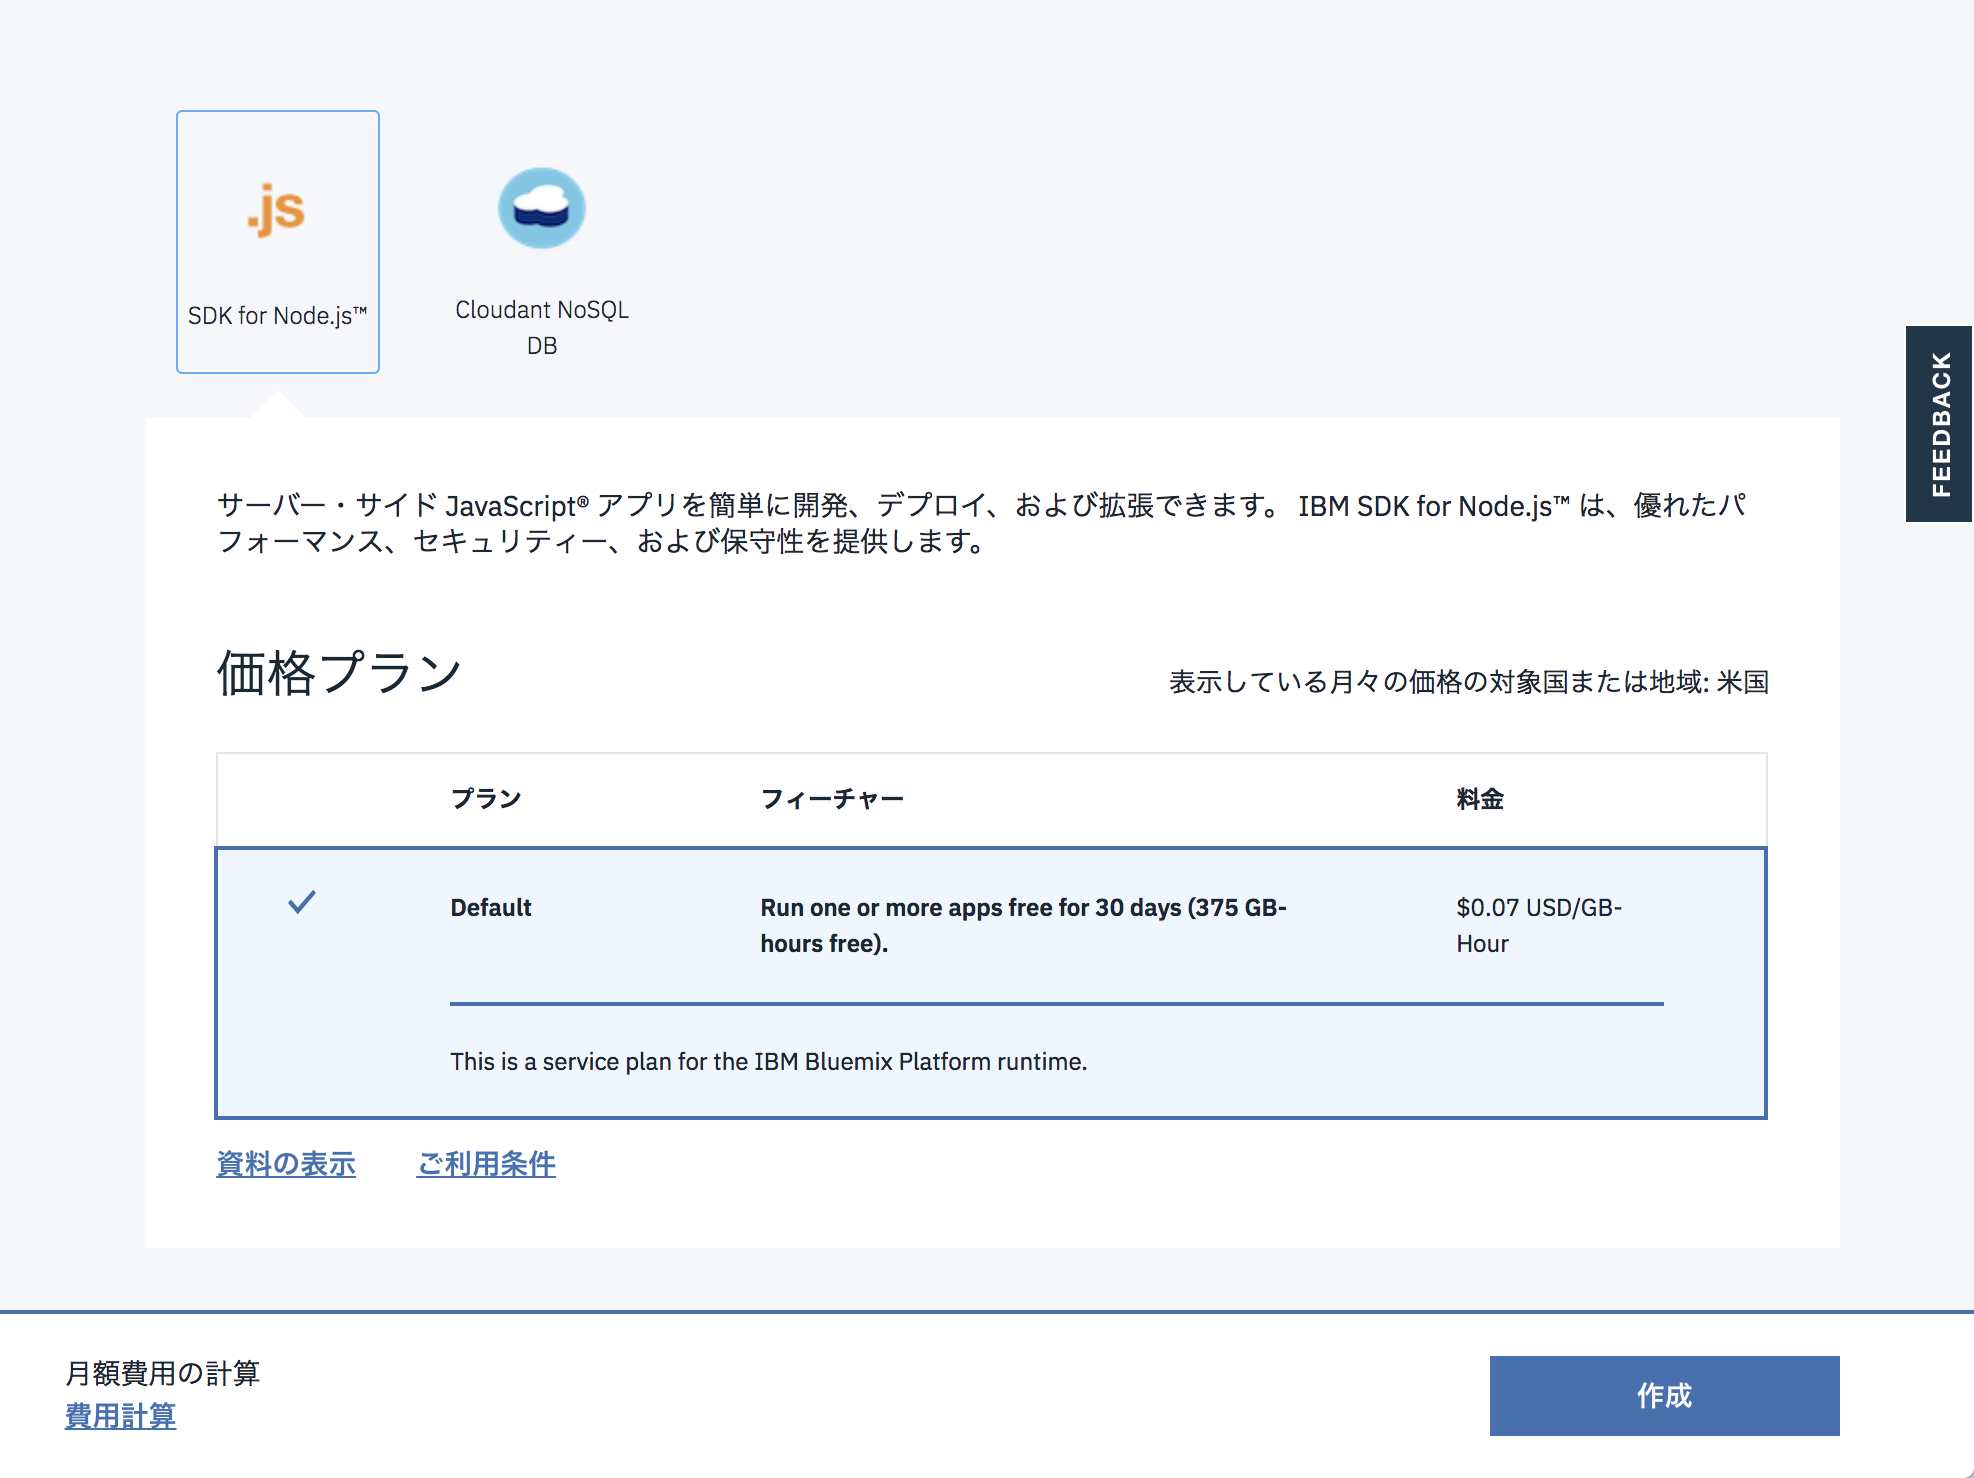 .js
SDK for Node.js™
Cloudant NoSQL
DB
FEEDBACK
サーバー・サイド JavaScript® アプリを簡単に開発、デプロイ、および拡張できます。 IBM SDK for Node.js™ は、優れたパ
フォーマンス、セキュリティー、および保守性を提供します。
価格プラン
表示している月々の価格の対象国または地域: 米国
プラン フィーチャー 料金
Default Run one or more apps free for 30 days (375 GB- $0.07 USD/GB-
hours free). Hour
This is a service plan for the IBM Bluemix Platform runtime.
資料の表示 ご利用条件
月額費用の計算
費用計算
作成